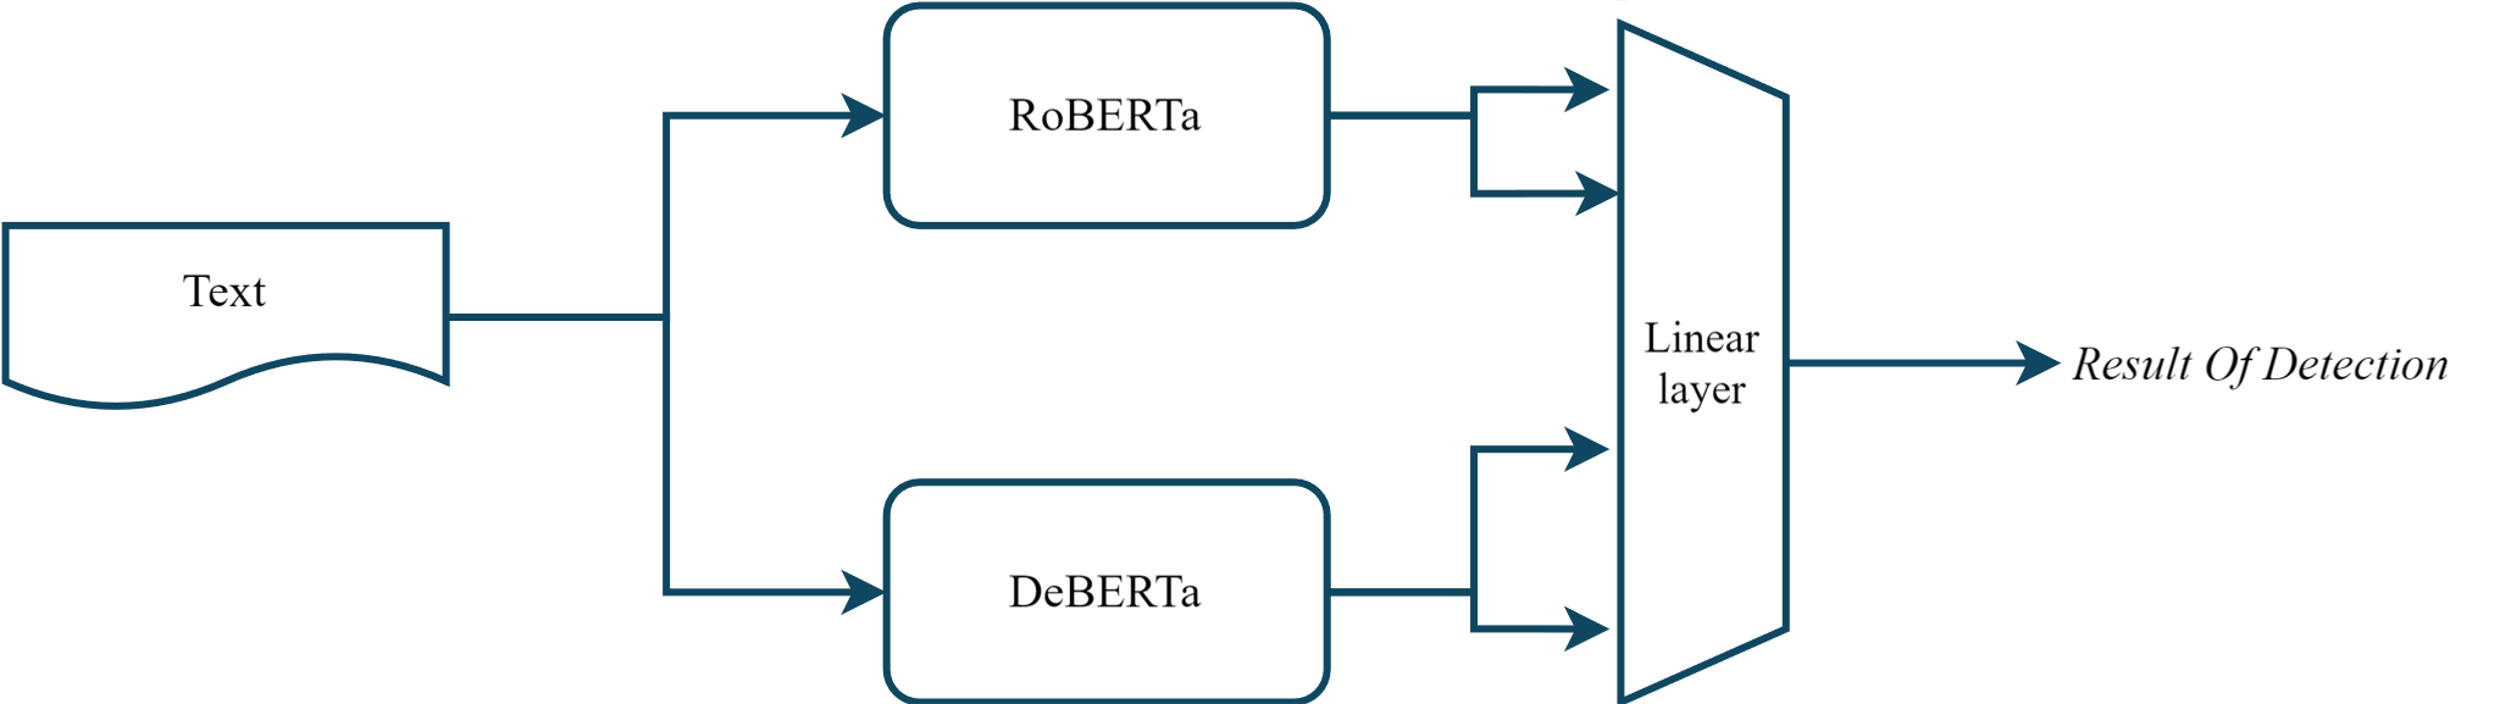 RoBERTa
Text
Linear
layer
Result Of Detection
DeBERTa